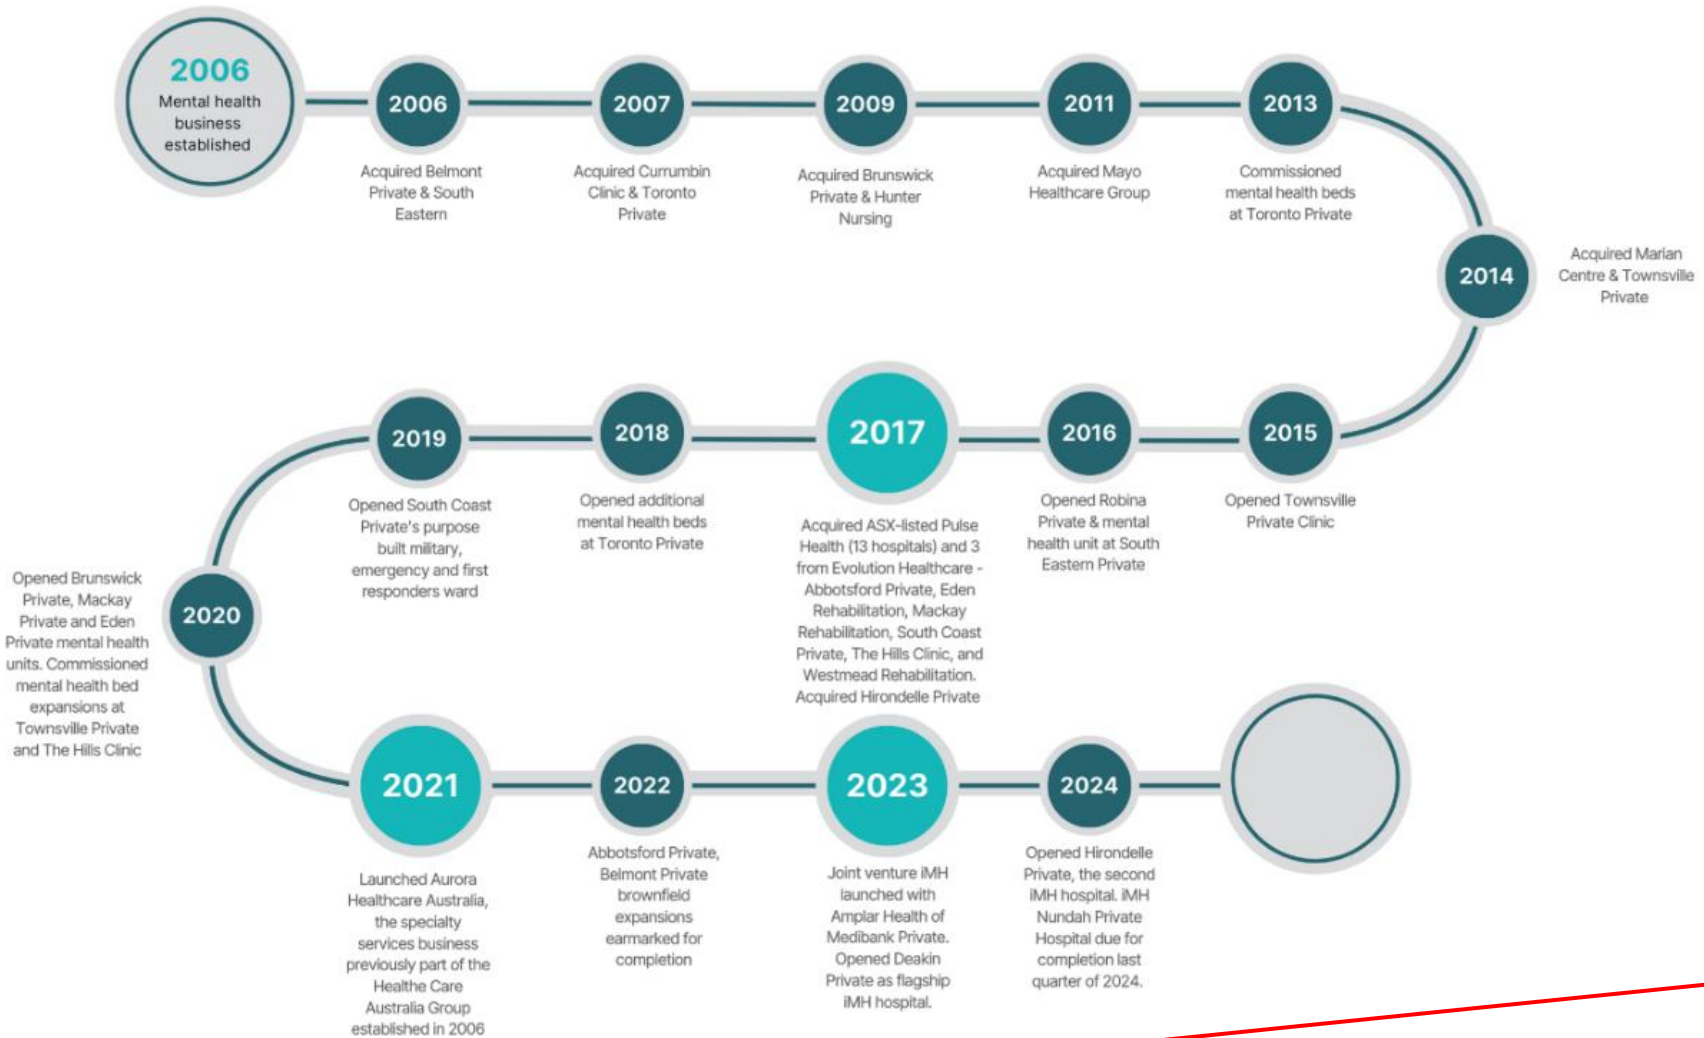 2006
Mental health
business
established
2006
Acquired Belmont
Private & South
Eastern
2007
Acquired Currumbin
Clinic & Toronto
Private
2009
Acquired Brunswick
Private & Hunter
Nursing
2011
Acquired Mayo
Healthcare Group
2013
Commissioned
mental health beds
at Toronto Private
2014
Acquired Marian
Centre & Townsville
Private
2015
Opened Townsville
Private Clinic
2016
Opened Robina
Private & mental
health unit at South
Eastern Private
2017
Acquired ASX-listed Pulse
Health (13 hospitals) and 3
from Evolution Healthcare -
Abbotsford Private, Eden
Rehabilitation, Mackay
Rehabilitation, South Coast
Private, The Hills Clinic, and
Westmead Rehabilitation.
Acquired Hirondelle Private
2018
Opened additional
mental health beds
at Toronto Private
2019
Opened South Coast
Private's purpose
built military,
emergency and first
responders ward
2020
Opened Brunswick
Private, Mackay
Private and Eden
Private mental health
units. Commissioned
mental health bed
expansions at
Townsville Private
and The Hills Clinic
2021
Launched Aurora
Healthcare Australia,
the specialty
services business
previously part of the
Healthe Care
Australia Group
established in 2006
2022
Abbotsford Private,
Belmont Private
brownfield
expansions
earmarked for
completion
2023
Joint venture iMH
launched with
Amplar Health of
Medibank Private.
Opened Deakin
Private as flagship
iMH hospital.
2024
Opened Hirondelle
Private, the second
iMH hospital. iMH
Nundah Private
Hospital due for
completion last
quarter of 2024.